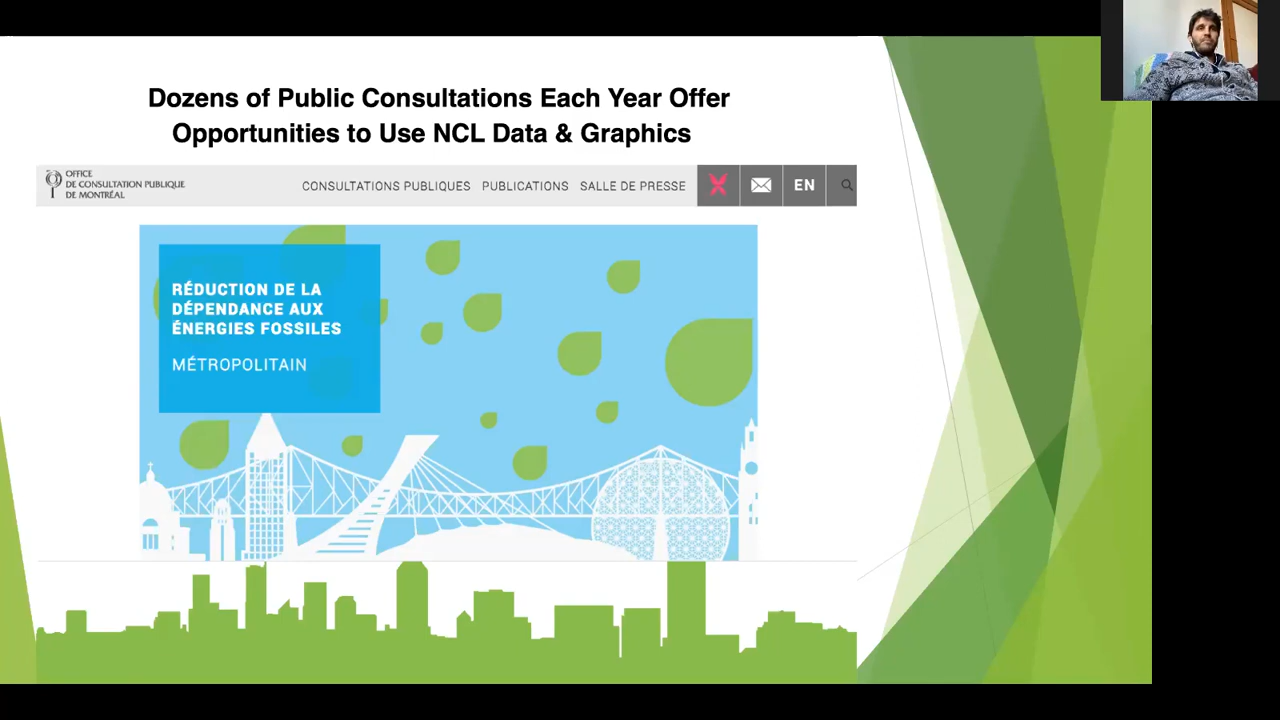 Dozens of Public Consultations Each Year Offer
Opportunities to Use NCL Data & Graphics
OFFICE
DE CONSULTATION PUBLIQUE
DE MONTRÉAL
CONSULTATIONS PUBLIQUES PUBLICATIONS SALLE DE PRESSE EN
RÉDUCTION DE LA
DÉPENDANCE AUX
ÉNERGIES FOSSILES
MÉTROPOLITAIN